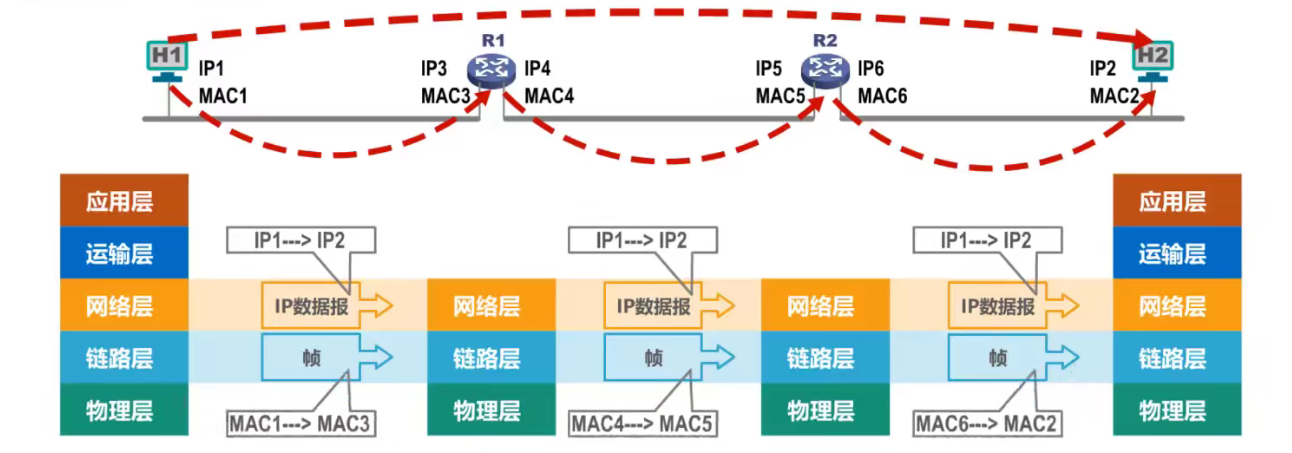 H1
R1
R2
H2
IP1
MAC1
IP3
MAC3
IP4
MAC4
IP5
MAC5
IP6
MAC6
IP2
MAC2
应用层
应用层
运输层
IP1---> IP2
IP1---> IP2
IP1---> IP2
运输层
网络层
IP数据报
网络层
IP数据报
网络层
IP数据报
网络层
链路层
帧
链路层
帧
链路层
帧
链路层
物理层
MAC1---> MAC3
物理层
MAC4---> MAC5
物理层
MAC6---> MAC2
物理层